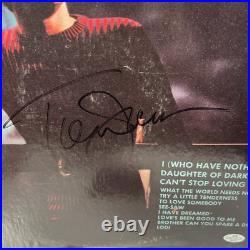 I (WHO HAVE NOTH
DAUGHTER OF DARK
CAN'T STOP LOVING
WHAT THE WORLD NEEDS N
TRY A LITTLE TENDERNESS
TO LOVE SOMEBODY
SEE-SAW
I HAVE DREAMED
LOVE'S BEEN GOOD TO ME
BROTHER CAN YOU SPARE A
LODI